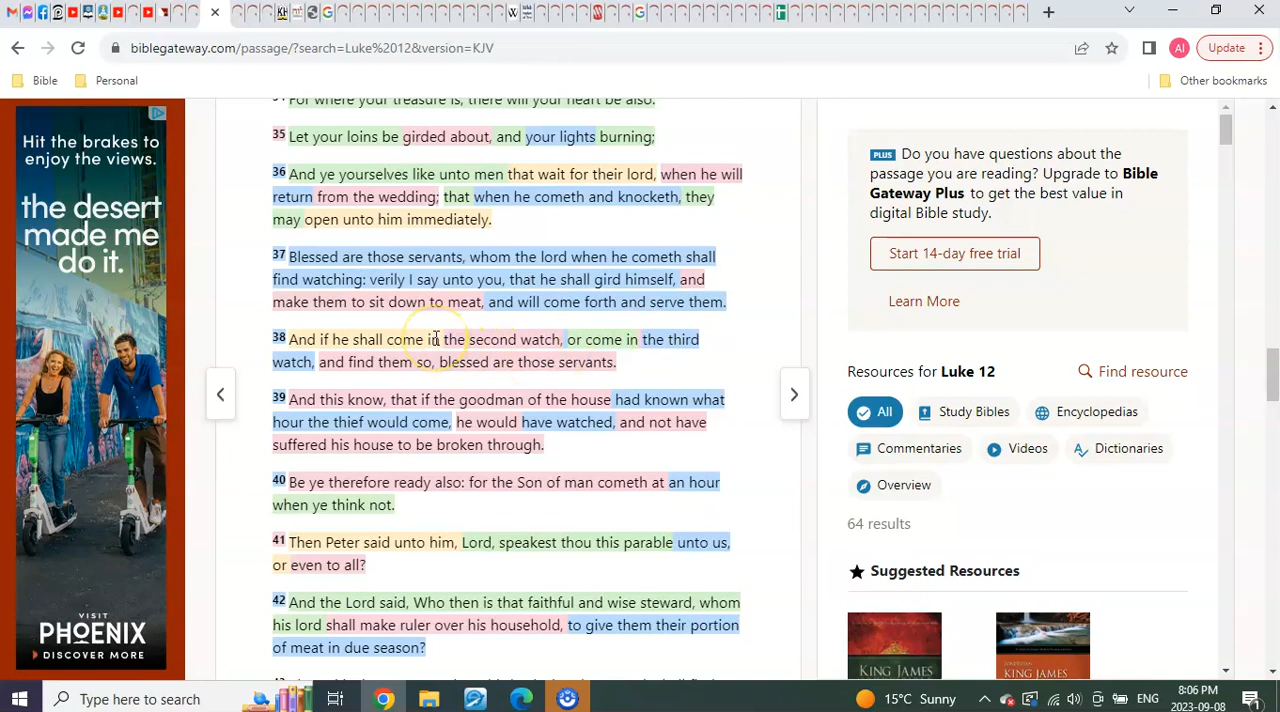 biblegateway.com/passage/?search=Luke%2012&version=KJV
AI
Update
Bible
Personal
Other bookmarks
Hit the brakes to
enjoy the views.
the desert
made me
do it.
VISIT
PHOENIX
DISCOVER MORE
34 For where your treasure is, there will your heart be also.
35 Let your loins be girded about, and your lights burning;
36 And ye yourselves like unto men that wait for their lord, when he will
return from the wedding; that when he cometh and knocketh, they
may open unto him immediately.
37 Blessed are those servants, whom the lord when he cometh shall
find watching: verily I say unto you, that he shall gird himself, and
make them to sit down to meat, and will come forth and serve them.
38 And if he shall come in the second watch, or come in the third
watch, and find them so, blessed are those servants.
39 And this know, that if the goodman of the house had known what
hour the thief would come, he would have watched, and not have
suffered his house to be broken through.
40 Be ye therefore ready also: for the Son of man cometh at an hour
when ye think not.
41 Then Peter said unto him, Lord, speakest thou this parable unto us,
or even to all?
42 And the Lord said, Who then is that faithful and wise steward, whom
his lord shall make ruler over his household, to give them their portion
of meat in due season?
PLUS Do you have questions about the
passage you are reading? Upgrade to Bible
Gateway Plus to get the best value in
digital Bible study.
Start 14-day free trial
Learn More
Resources for Luke 12
Find resource
All
Study Bibles
Encyclopedias
Commentaries
Videos
Dictionaries
Overview
64 results
Suggested Resources
KING JAMES
KING JAMES
Type here to search
15°C Sunny
ENG
8:06 PM
2023-09-08